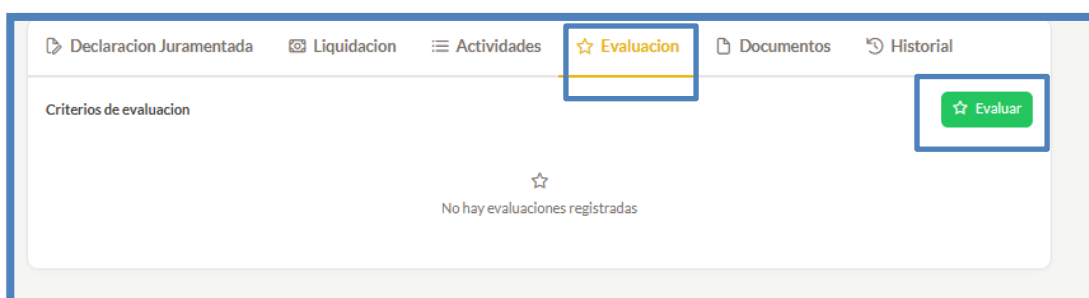 Declaracion Juramentada Liquidacion Actividades Evaluacion Documentos Historial
Criterios de evaluacion Evaluar
No hay evaluaciones registradas